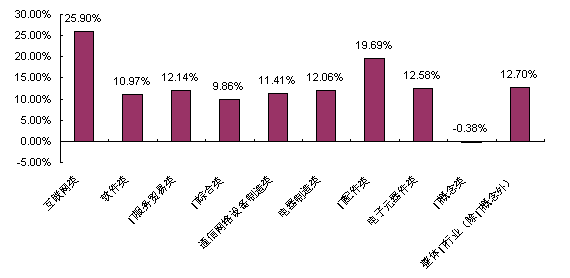 30.00%
25.00%
20.00%
15.00%
10.00%
5.00%
0.00%
-5.00%
25.90%
10.97%
12.14%
9.86%
11.41%
12.06%
19.69%
12.58%
-0.38%
12.70%
互联网类
软件类
IT服务贸易类
IT综合类
通信网络设备制造类
电器制造类
IT配件类
电子元器件类
IT概念类
整体IT行业（除IT概念外）